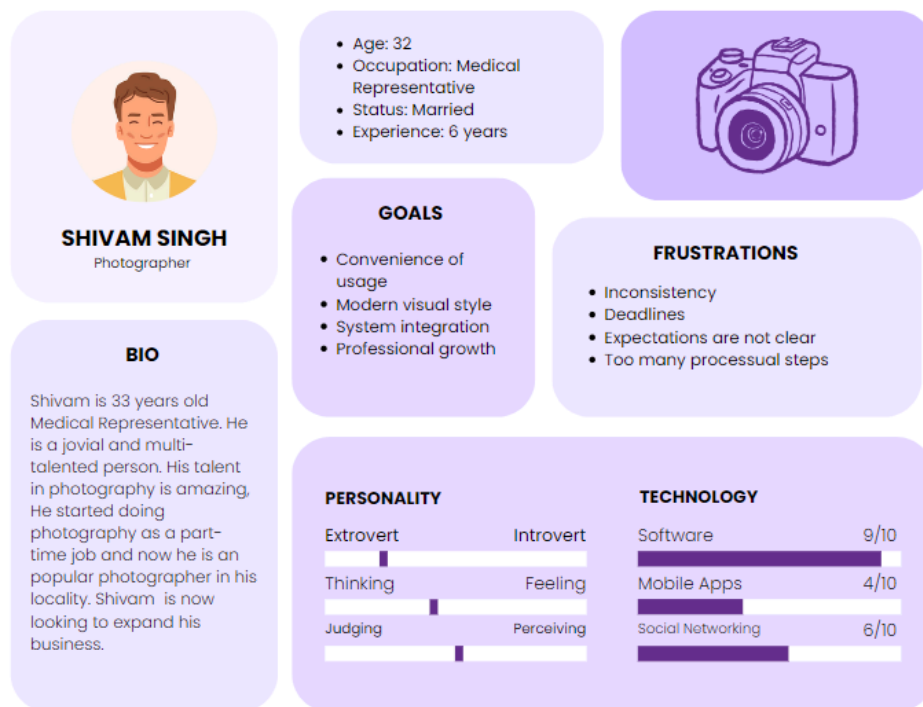 SHIVAM SINGH
Photographer
Age: 32
Occupation: Medical
Representative
Status: Married
Experience: 6 years
GOALS
Convenience of
usage
Modern visual style
System integration
Professional growth
FRUSTRATIONS
Inconsistency
Deadlines
Expectations are not clear
Too many processual steps
BIO
Shivam is 33 years old
Medical Representative. He
is a jovial and multi-
talented person. His talent
in photography is amazing,
He started doing
photography as a part-
time job and now he is an
popular photographer in his
locality. Shivam  is now
looking to expand his
business.
PERSONALITY
Extrovert Introvert
Thinking Feeling
Judging Perceiving
TECHNOLOGY
Software 9/10
Mobile Apps 4/10
Social Networking 6/10